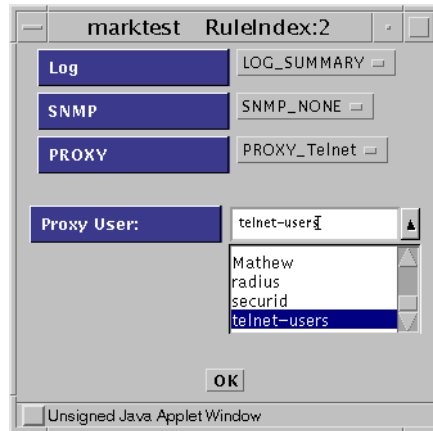 marktest RuleIndex:2
Log LOG_SUMMARY
SNMP SNMP_NONE
PROXY PROXY_Telnet
Proxy User: telnet-users
Mathew
radius
securid
telnet-users
OK
Unsigned Java Applet Window